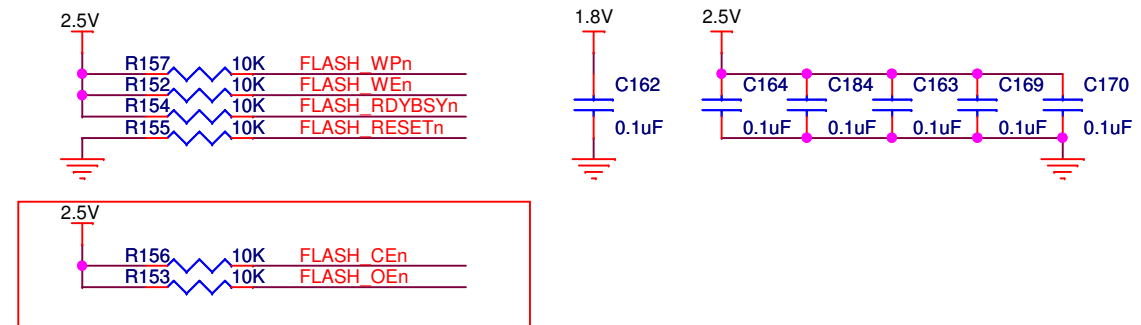 2.5V
R157 10K FLASH_WPn
R152 10K FLASH_WEn
R154 10K FLASH_RDYBSYn
R155 10K FLASH_RESETn
1.8V
C162
0.1uF
2.5V
C164 C184 C163 C169 C170
0.1uF 0.1uF 0.1uF 0.1uF 0.1uF
2.5V
R156 10K FLASH_CEn
R153 10K FLASH_OEn